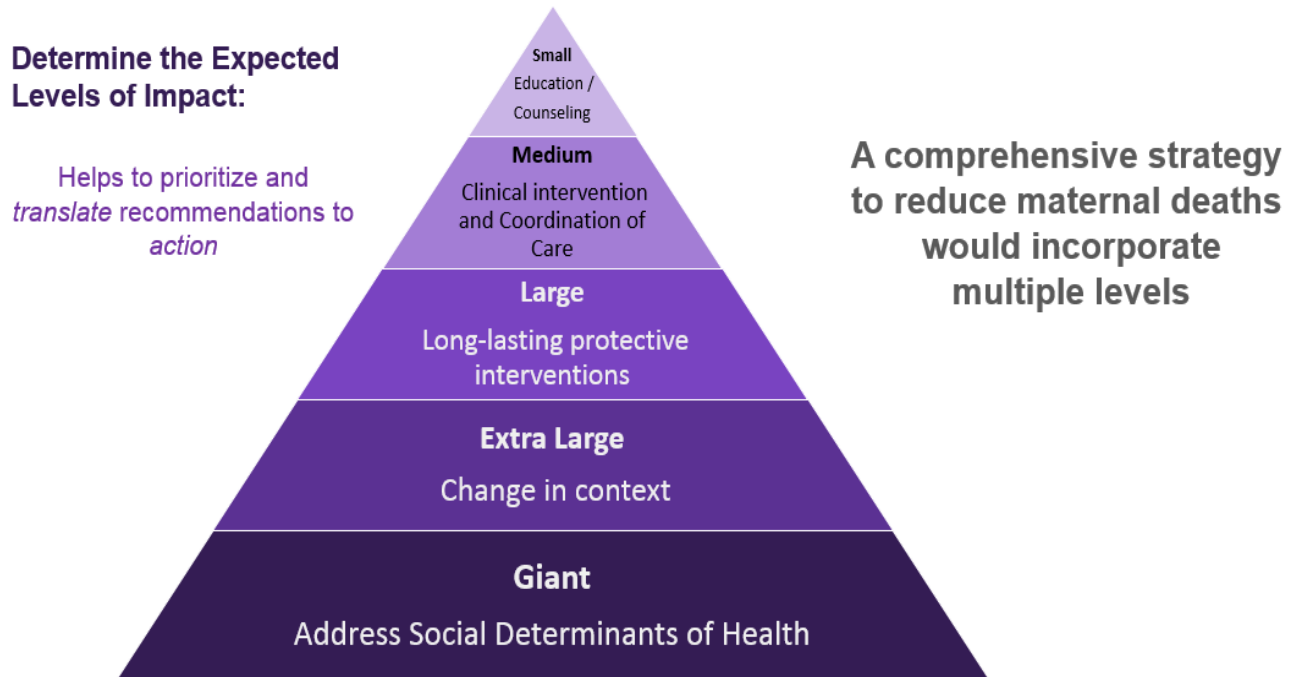 Determine the Expected
Levels of Impact:
Helps to prioritize and
translate recommendations to
action
Small
Education /
Counseling
Medium
Clinical intervention
and Coordination of
Care
Large
Long-lasting protective
interventions
Extra Large
Change in context
Giant
Address Social Determinants of Health
A comprehensive strategy
to reduce maternal deaths
would incorporate
multiple levels